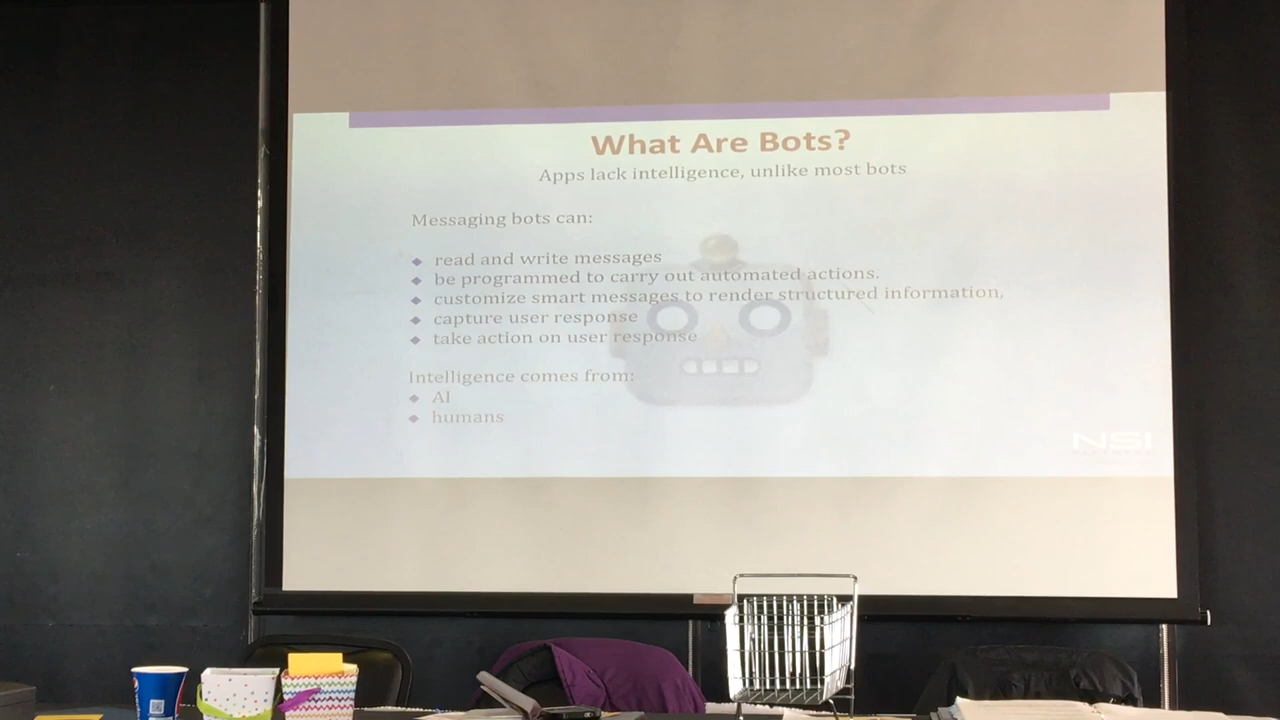 What Are Bots?
Apps lack intelligence, unlike most bots
Messaging bots can:
read and write messages
be programmed to carry out automated actions.
customize smart messages to render structured information,
capture user response
take action on user response
Intelligence comes from:
AI
humans
NSI